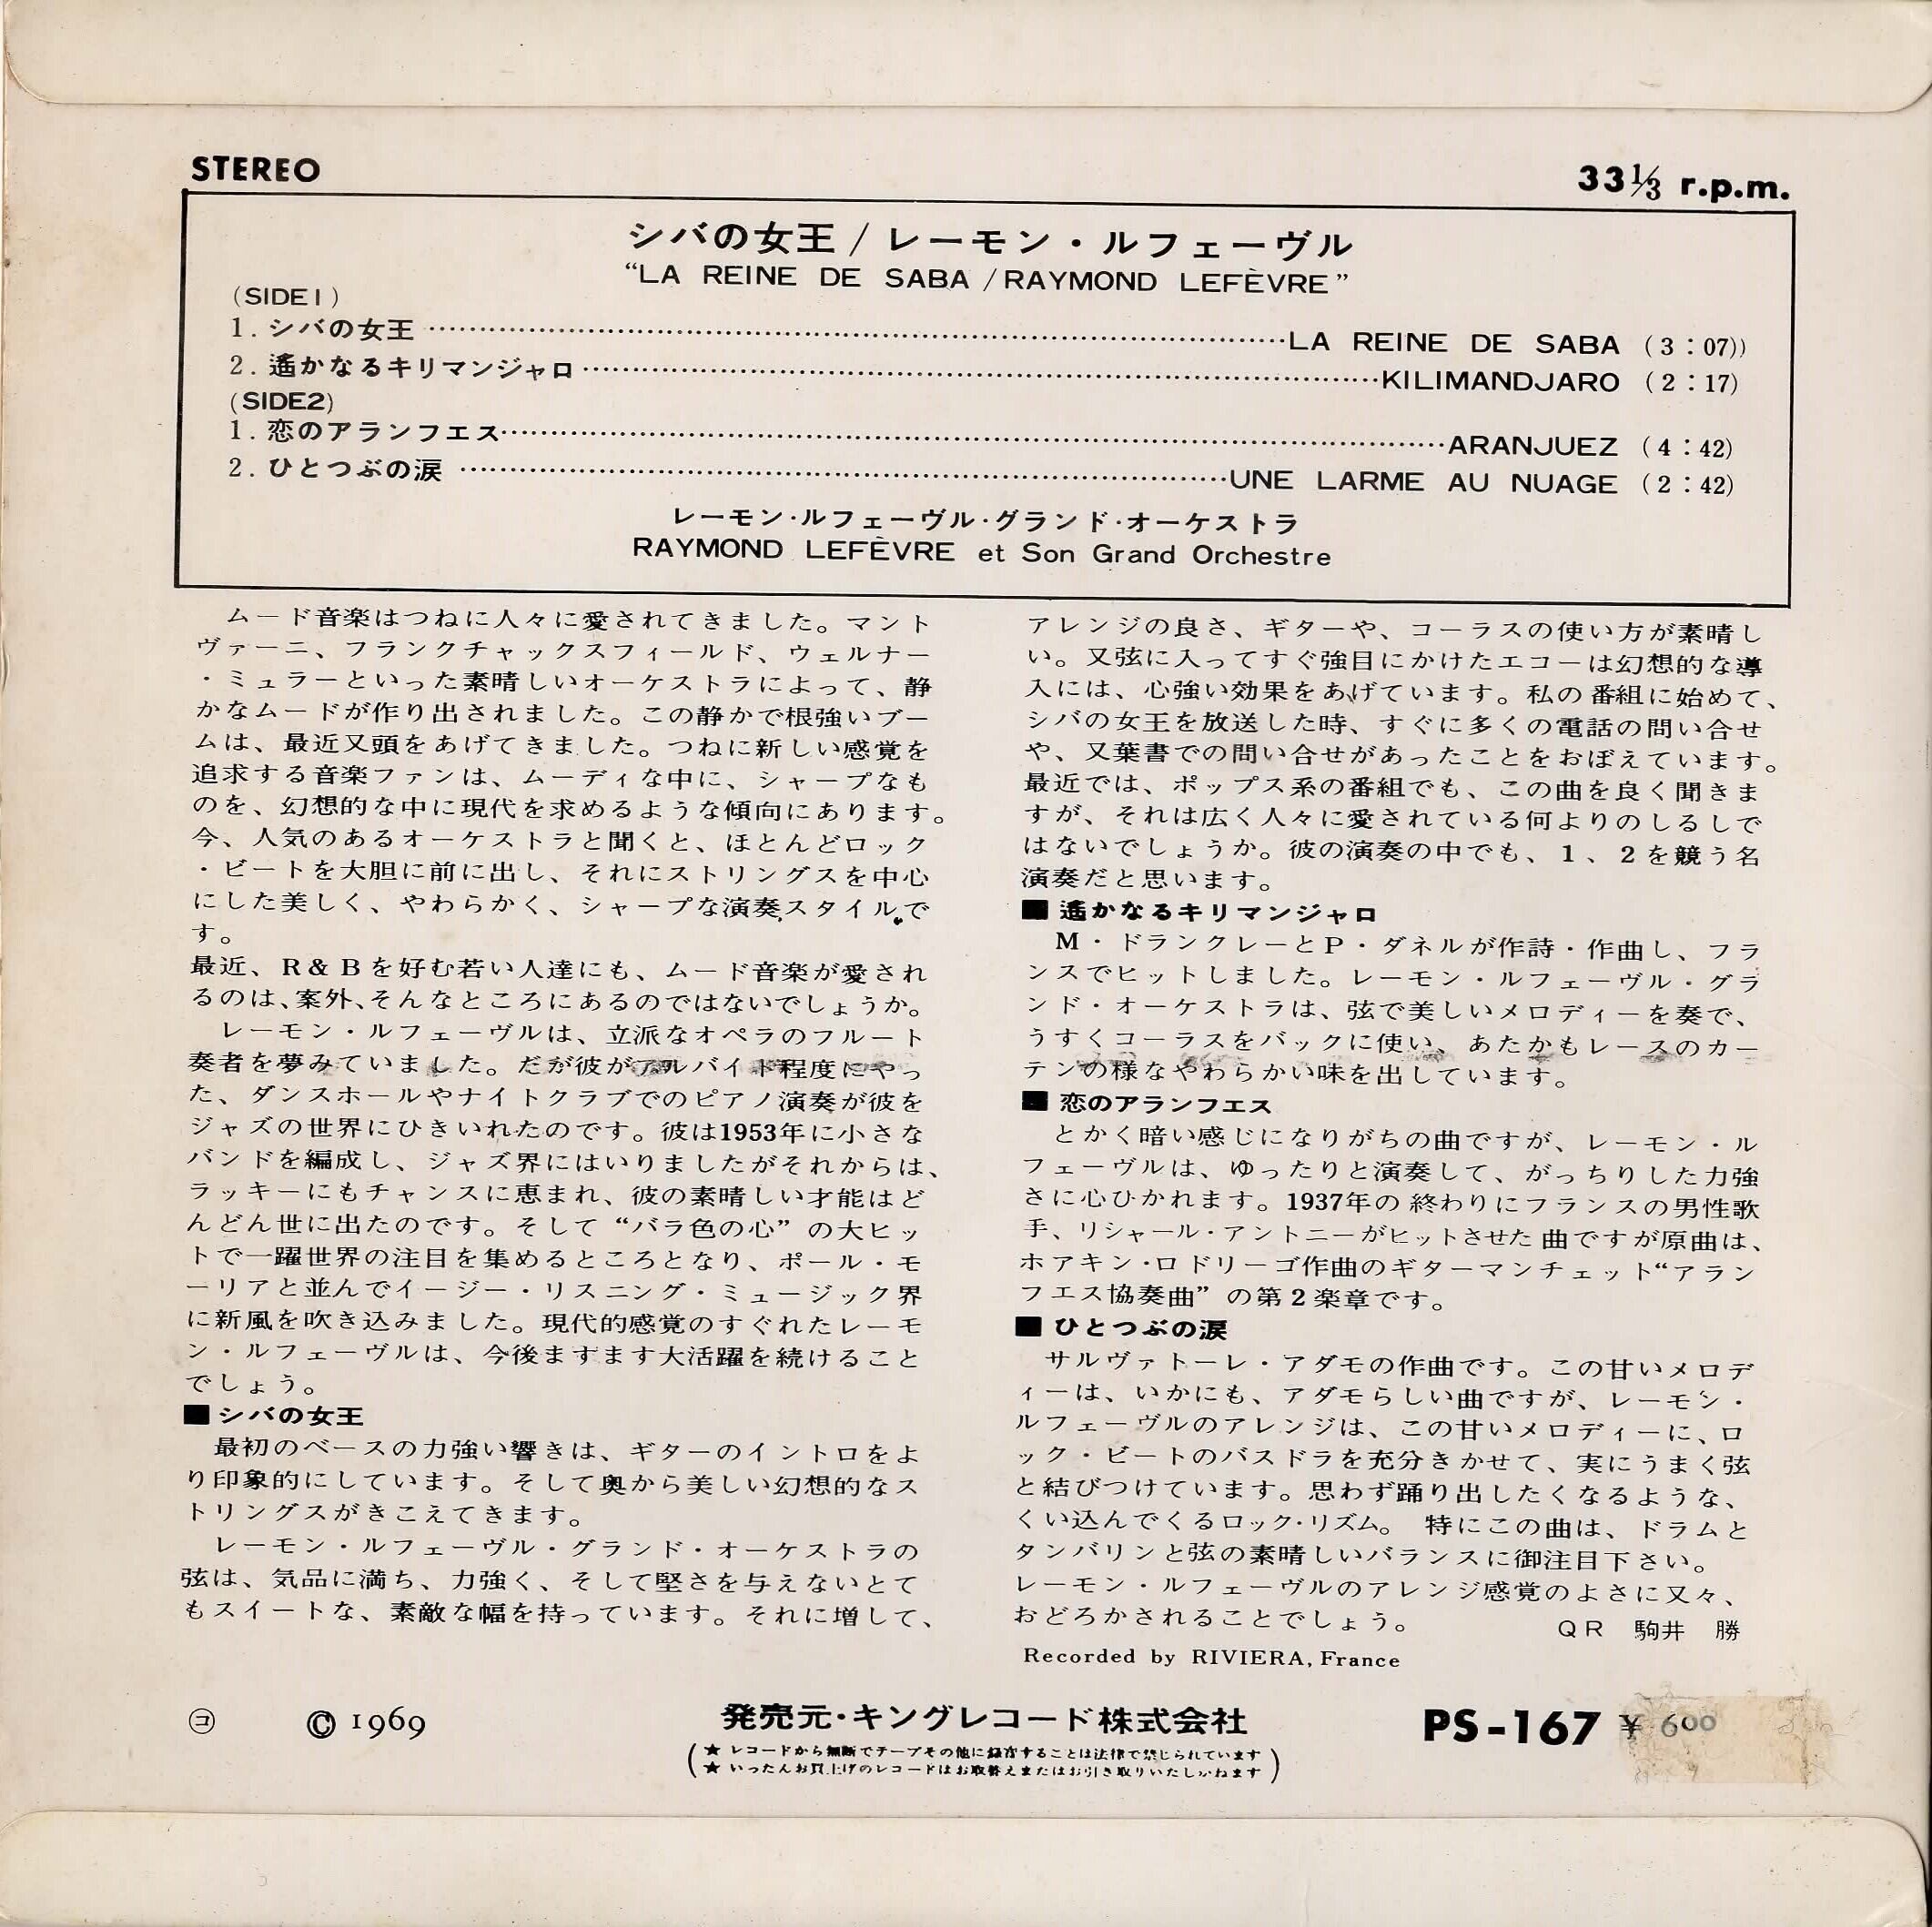 STEREO
33⅓ r.p.m.
シバの女王 / レーモン・ルフェーヴル
“LA REINE DE SABA / RAYMOND LEFÈVRE”
(SIDE1)
1. シバの女王 ……………………………………………………LA REINE DE SABA (3：07))
2. 遙かなるキリマンジャロ ……………………………………………………KILIMANDJARO (2：17)
(SIDE2)
1. 恋のアランフエス……………………………………………………ARANJUEZ (4：42)
2. ひとつぶの涙 ……………………………………………………UNE LARME AU NUAGE (2：42)
レーモン・ルフェーヴル・グランド・オーケストラ
RAYMOND LEFÈVRE et Son Grand Orchestre
ムード音楽はつねに人々に愛されてきました。マント
ヴァーニ、フランクチャックスフィールド、ウェルナー
・ミュラーといった素晴しいオーケストラによって、静
かなムードが作り出されました。この静かで根強いブー
ムは、最近又頭をあげてきました。つねに新しい感覚を
追求する音楽ファンは、ムーディな中に、シャープなも
のを、幻想的な中に現代を求めるような傾向にあります。
今、人気のあるオーケストラと聞くと、ほとんどロック
・ビートを大胆に前に出し、それにストリングスを中心
にした美しく、やわらかく、シャープな演奏スタイルで
す。
最近、R&Bを好む若い人達にも、ムード音楽が愛され
るのは、案外、そんなところにあるのではないでしょうか。
レーモン・ルフェーヴルは、立派なオペラのフルート
奏者を夢みていました。だが彼がアルバイト程度にやっ
た、ダンスホールやナイトクラブでのピアノ演奏が彼を
ジャズの世界にひきいれたのです。彼は1953年に小さな
バンドを編成し、ジャズ界にはいりましたがそれからは、
ラッキーにもチャンスに恵まれ、彼の素晴しい才能はど
んどん世に出たのです。そして“バラ色の心”の大ヒッ
トで一躍世界の注目を集めるところとなり、ポール・モ
ーリアと並んでイージー・リスニング・ミュージック界
に新風を吹き込みました。現代的感覚のすぐれたレーモ
ン・ルフェーヴルは、今後ますます大活躍を続けること
でしょう。
■シバの女王
最初のベースの力強い響きは、ギターのイントロをよ
り印象的にしています。そして奥から美しい幻想的なス
トリングスがきこえてきます。
レーモン・ルフェーヴル・グランド・オーケストラの
弦は、気品に満ち、力強く、そして堅さを与えないとて
もスイートな、素敵な幅を持っています。それに増して、
アレンジの良さ、ギターや、コーラスの使い方が素晴し
い。又弦に入ってすぐ強目にかけたエコーは幻想的な導
入には、心強い効果をあげています。私の番組に始めて、
シバの女王を放送した時、すぐに多くの電話の問い合せ
や、又葉書での問い合せがあったことをおぼえています。
最近では、ポップス系の番組でも、この曲を良く聞きま
すが、それは広く人々に愛されている何よりのしるしで
はないでしょうか。彼の演奏の中でも、1、2を競う名
演奏だと思います。
■ 遙かなるキリマンジャロ
M・ドランクレーとP・ダネルが作詩・作曲し、フラ
ンスでヒットしました。レーモン・ルフェーヴル・グラ
ンド・オーケストラは、弦で美しいメロディーを奏で、
うすくコーラスをバックに使い、あたかもレースのカー
テンの様なやわらかい味を出しています。
■ 恋のアランフエス
とかく暗い感じになりがちの曲ですが、レーモン・ル
フェーヴルは、ゆったりと演奏して、がっちりした力強
さに心ひかれます。1937年の終わりにフランスの男性歌
手、リシャール・アントニーがヒットさせた曲ですが原曲は、
ホアキン・ロドリーゴ作曲のギターマンチェット“アラン
フエス協奏曲”の第2楽章です。
■ ひとつぶの涙
サルヴァトーレ・アダモの作曲です。この甘いメロデ
ィーは、いかにも、アダモらしい曲ですが、レーモン・
ルフェーヴルのアレンジは、この甘いメロディーに、ロ
ック・ビートのバスドラを充分きかせて、実にうまく弦
と結びつけています。思わず踊り出したくなるような、
くい込んでくるロック・リズム。 特にこの曲は、ドラムと
タンバリンと弦の素晴しいバランスに御注目下さい。
レーモン・ルフェーヴルのアレンジ感覚のよさに又々、
おどろかされることでしょう。 QR 駒井 勝
Recorded by RIVIERA, France
㋙ © 1969
発売元・キングレコード株式会社
(★ レコードから無断でテープその他に録音することは法律で禁じられています
★ いったんお買上げのレコードはお取替えまたはお引き取りいたしかねます)
PS-167 ¥ 600